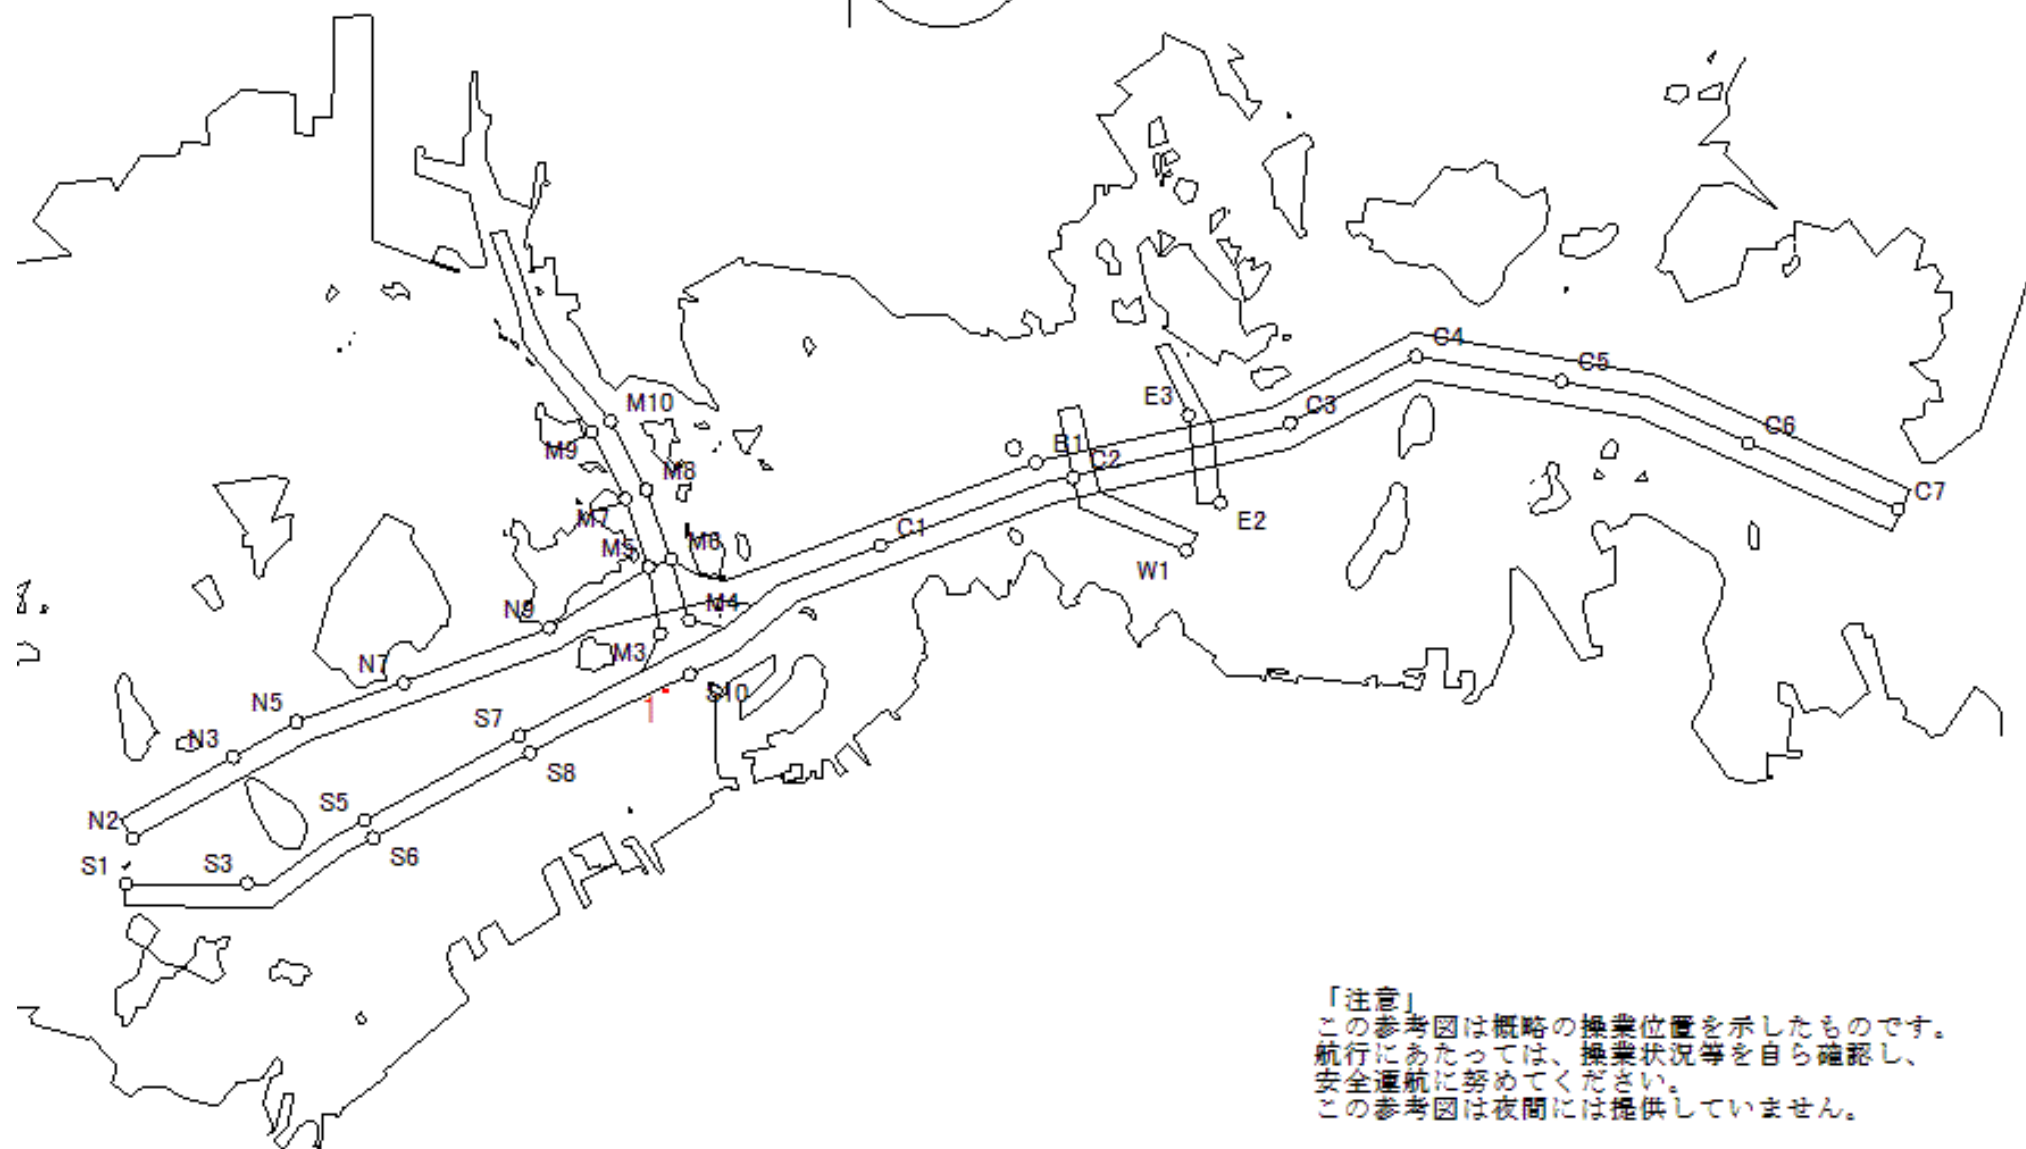 C4
C5
M10
E3
C3
M9
B1
C6
M8
C2
C7
M7
E2
C1
M5
M6
W1
N9
M4
M3
N7
S10
N5
1
S7
N3
S8
S5
N2
S6
S1
S3
「注意」
この参考図は概略の操業位置を示したものです。
航行にあたっては、操業状況等を自ら確認し、
安全運航に努めてください。
この参考図は夜間には提供していません。